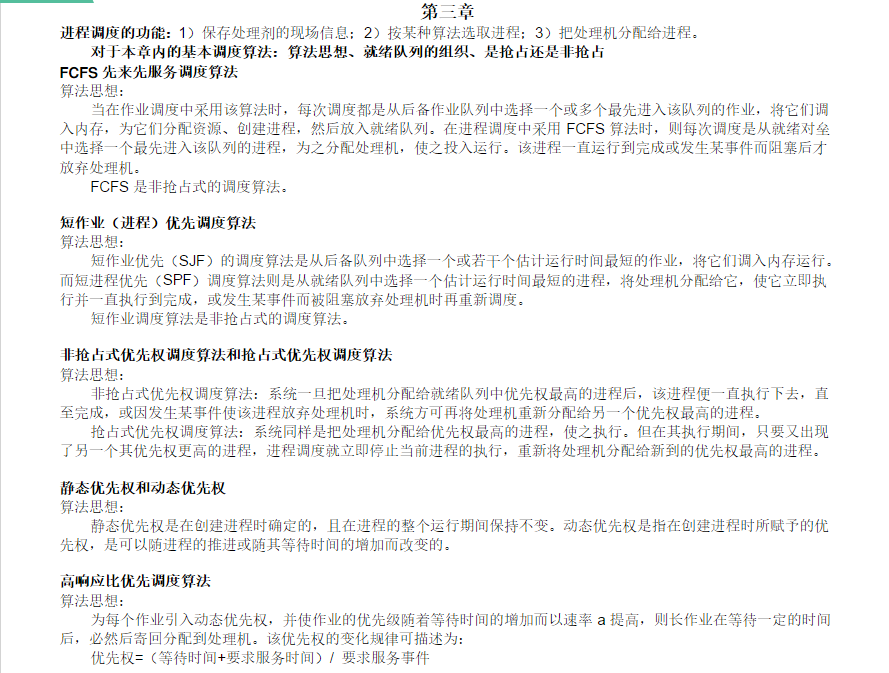 第三章
进程调度的功能：1）保存处理剂的现场信息；2）按某种算法选取进程；3）把处理机分配给进程。
对于本章内的基本调度算法：算法思想、就绪队列的组织、是抢占还是非抢占
FCFS 先来先服务调度算法
算法思想：
当在作业调度中采用该算法时，每次调度都是从后备作业队列中选择一个或多个最先进入该队列的作业，将它们调
入内存，为它们分配资源、创建进程，然后放入就绪队列。在进程调度中采用 FCFS 算法时，则每次调度是从就绪对垒
中选择一个最先进入该队列的进程，为之分配处理机，使之投入运行。该进程一直运行到完成或发生某事件而阻塞后才
放弃处理机。
FCFS 是非抢占式的调度算法。
短作业（进程）优先调度算法
算法思想：
短作业优先（SJF）的调度算法是从后备队列中选择一个或若干个估计运行时间最短的作业，将它们调入内存运行。
而短进程优先（SPF）调度算法则是从就绪队列中选择一个估计运行时间最短的进程，将处理机分配给它，使它立即执
行并一直执行到完成，或发生某事件而被阻塞放弃处理机时再重新调度。
短作业调度算法是非抢占式的调度算法。
非抢占式优先权调度算法和抢占式优先权调度算法
算法思想：
非抢占式优先权调度算法：系统一旦把处理机分配给就绪队列中优先权最高的进程后，该进程便一直执行下去，直
至完成，或因发生某事件使该进程放弃处理机时，系统方可再将处理机重新分配给另一个优先权最高的进程。
抢占式优先权调度算法：系统同样是把处理机分配给优先权最高的进程，使之执行。但在其执行期间，只要又出现
了另一个其优先权更高的进程，进程调度就立即停止当前进程的执行，重新将处理机分配给新到的优先权最高的进程。
静态优先权和动态优先权
算法思想：
静态优先权是在创建进程时确定的，且在进程的整个运行期间保持不变。动态优先权是指在创建进程时所赋予的优
先权，是可以随进程的推进或随其等待时间的增加而改变的。
高响应比优先调度算法
算法思想：
为每个作业引入动态优先权，并使作业的优先级随着等待时间的增加而以速率 a 提高，则长作业在等待一定的时间
后，必然后寄回分配到处理机。该优先权的变化规律可描述为：
优先权=（等待时间+要求服务时间）/ 要求服务事件